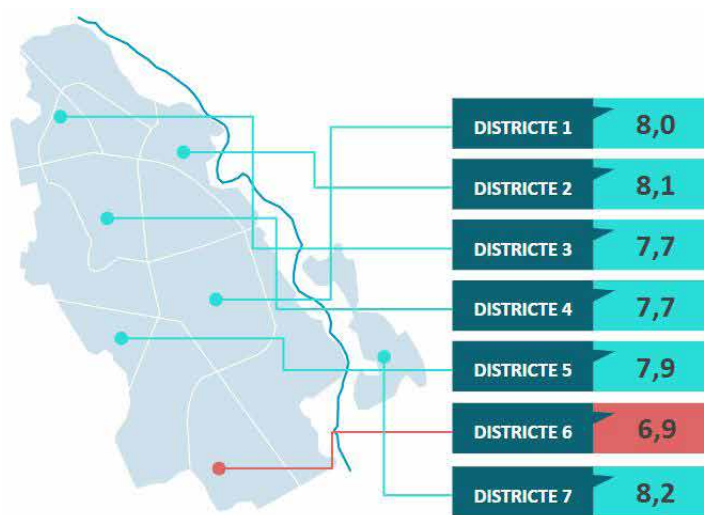 DISTRICTE 1 8,0
DISTRICTE 2 8,1
DISTRICTE 3 7,7
DISTRICTE 4 7,7
DISTRICTE 5 7,9
DISTRICTE 6 6,9
DISTRICTE 7 8,2